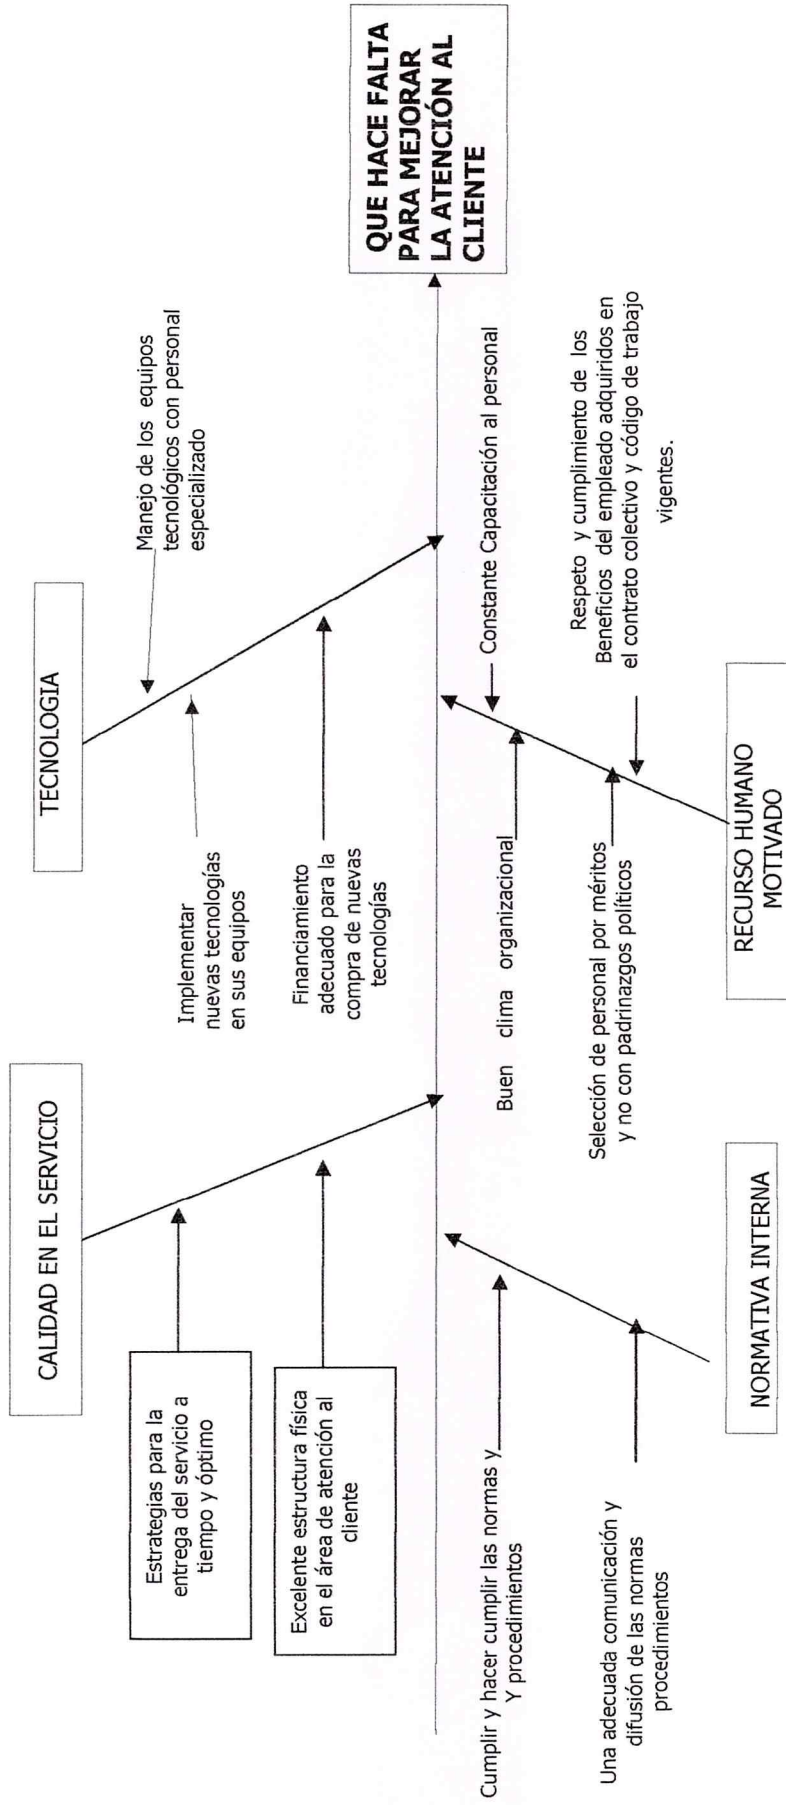 CALIDAD EN EL SERVICIO
TECNOLOGIA
Estrategias para la
entrega del servicio a
tiempo y óptimo
Excelente estructura física
en el área de atención al
cliente
Implementar
nuevas tecnologías
en sus equipos
Financiamiento
adecuado para la
compra de nuevas
tecnologías
Manejo de los equipos
tecnológicos con personal
especializado
QUE HACE FALTA
PARA MEJORAR
LA ATENCIÓN AL
CLIENTE
Cumplir y hacer cumplir las normas y
Y procedimientos
Una adecuada comunicación y
difusión de las normas
procedimientos
Buen clima organizacional
Selección de personal por méritos
y no con padrinazgos políticos
Constante Capacitación al personal
Respeto y cumplimiento de los
Beneficios del empleado adquiridos en
el contrato colectivo y código de trabajo
vigentes.
NORMATIVA INTERNA
RECURSO HUMANO
MOTIVADO